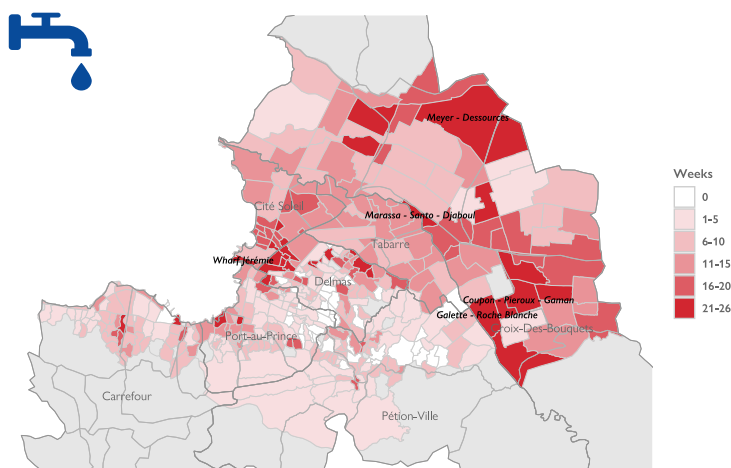 Meyer - Dessources
Weeks
0
1-5
6-10
11-15
16-20
21-26
Cité Soleil
Marassa - Santo - Djaboul
Tabarre
Wharf Jérémie
Delmas
Coupon - Pieroux - Gaman
Galette - Roche Blanche
Croix-Des-Bouquets
Port-au-Prince
Carrefour
Pétion-Ville